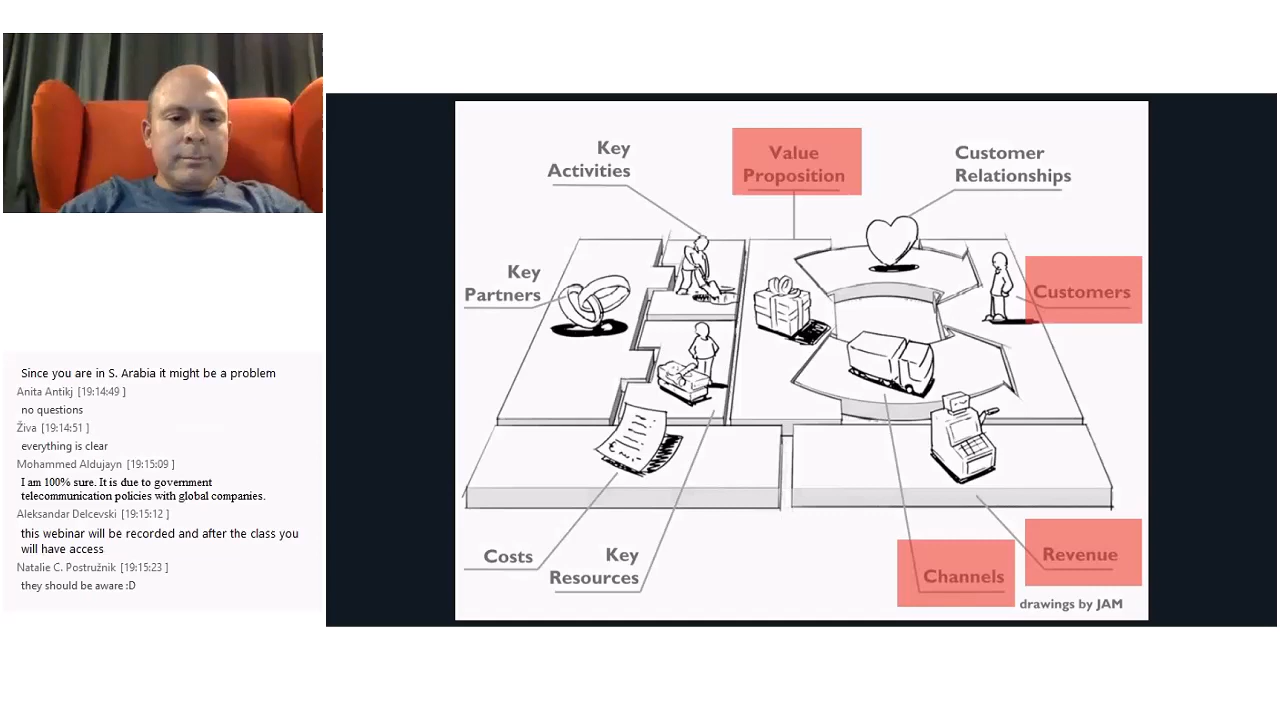 Since you are in S. Arabia it might be a problem
Anita Antikj [19:14:49 ]
no questions
Živa [19:14:51 ]
everything is clear
Mohammed Aldujayn [19:15:09 ]
I am 100% sure. It is due to government
telecommunication policies with global companies.
Aleksandar Delcevski [19:15:12 ]
this webinar will be recorded and after the class you
will have access
Natalie C. Postružnik [19:15:23 ]
they should be aware :D
Key
Activities
Value
Proposition
Customer
Relationships
Key
Partners
Customers
Costs
Key
Resources
Channels
Revenue
drawings by JAM